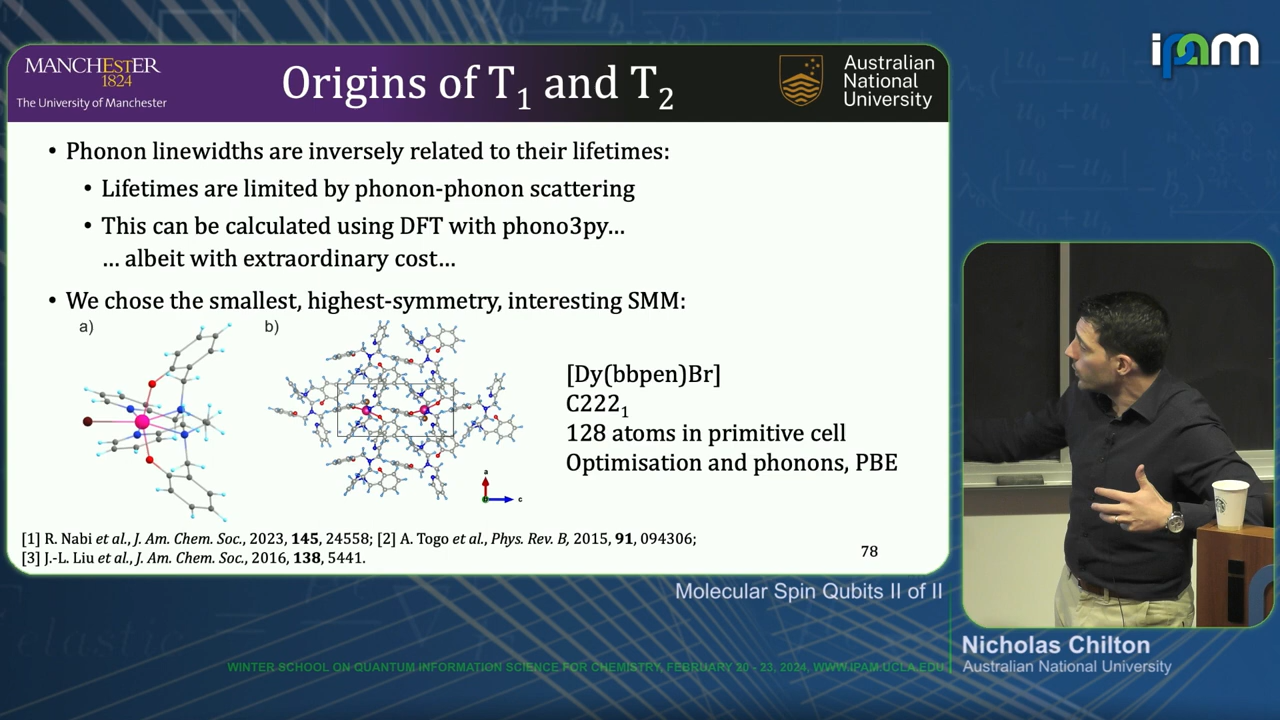 ipam
MANCHESTER
1824
The University of Manchester
Origins of T₁ and T₂
Australian
National
University
• Phonon linewidths are inversely related to their lifetimes:
• Lifetimes are limited by phonon-phonon scattering
• This can be calculated using DFT with phono3py...
... albeit with extraordinary cost...
• We chose the smallest, highest-symmetry, interesting SMM:
a)
b)
a
c
[Dy(bbpen)Br]
C222₁
128 atoms in primitive cell
Optimisation and phonons, PBE
[1] R. Nabi et al., J. Am. Chem. Soc., 2023, 145, 24558; [2] A. Togo et al., Phys. Rev. B, 2015, 91, 094306;
[3] J.-L. Liu et al., J. Am. Chem. Soc., 2016, 138, 5441.
78
Molecular Spin Qubits II of II
Nicholas Chilton
Australian National University
WINTER SCHOOL ON QUANTUM INFORMATION SCIENCE FOR CHEMISTRY, FEBRUARY 20 - 23, 2024, WWW.IPAM.UCLA.EDU
elastic